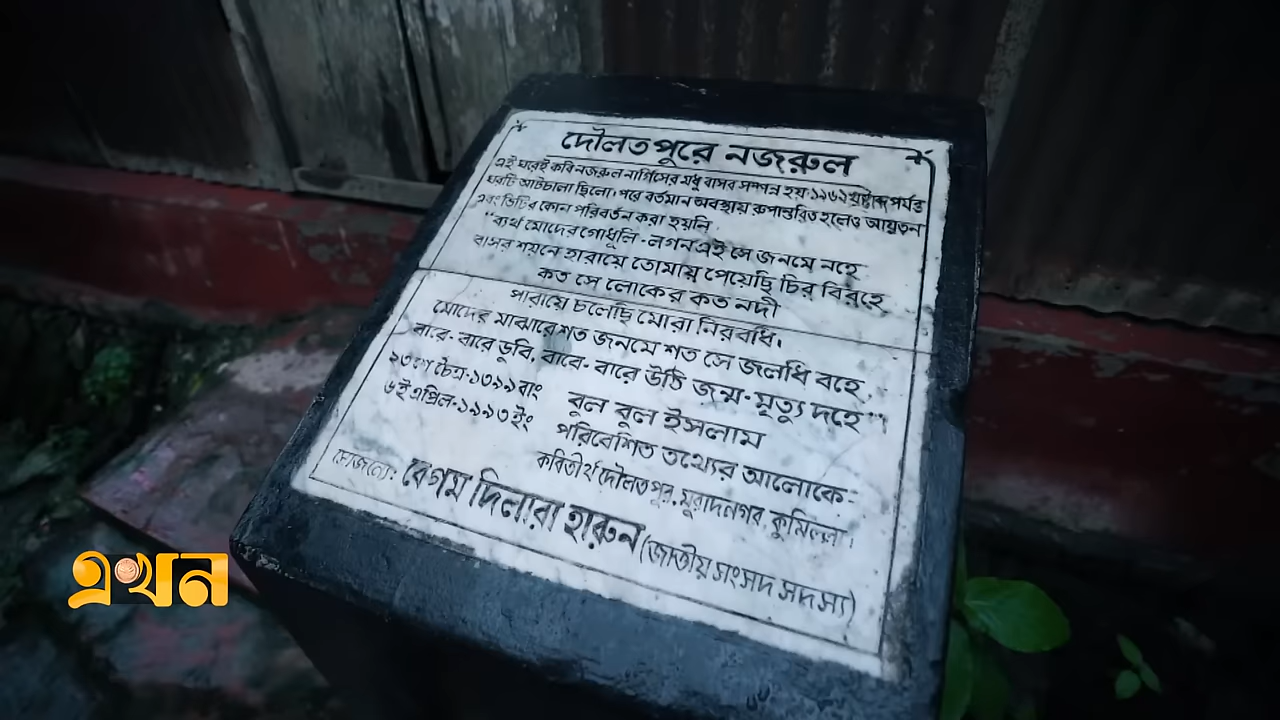 দৌলতপুরে নজরুল
এই ঘরেই কবি নজরুল নার্গিসের মধু বাসর সম্পন্ন হয়। ১৯৬২ খ্রীষ্টাব্দ পর্যন্ত
ঘরটি আটচালা ছিলো। পরে বর্তমান অবস্থায় রুপান্তরিত হলেও আয়তন
এবং ভিটির কোন পরিবর্তন করা হয়নি।
"ব্যর্থ মোদের গোধূলি-লগন এই সে জনমে নহে
বাসর শয়নে হারায়ে তোমায় পেয়েছি চির বিরহে
কত সে লোকের কত নদী
পারায়ে চলেছি মোরা নিরবধি।
মোদের মাঝারে শত জনমে শত সে জলধি বহে,
বারে-বারে ডুবি, বারে-বারে উঠি জন্ম-মৃত্যু দহে"।
২৩শে চৈত্র-১৩৯৯ বাং
৬ই এপ্রিল-১৯৯৩ ইং
বুল বুল ইসলাম
পরিবেশিত তথ্যের আলোকে:
কবিতীর্থ দৌলতপুর, মুরাদনগর, কুমিল্লা।
সৌজন্যে: বেগম দিলারা হারুন (জাতীয় সংসদ সদস্য)
এখন